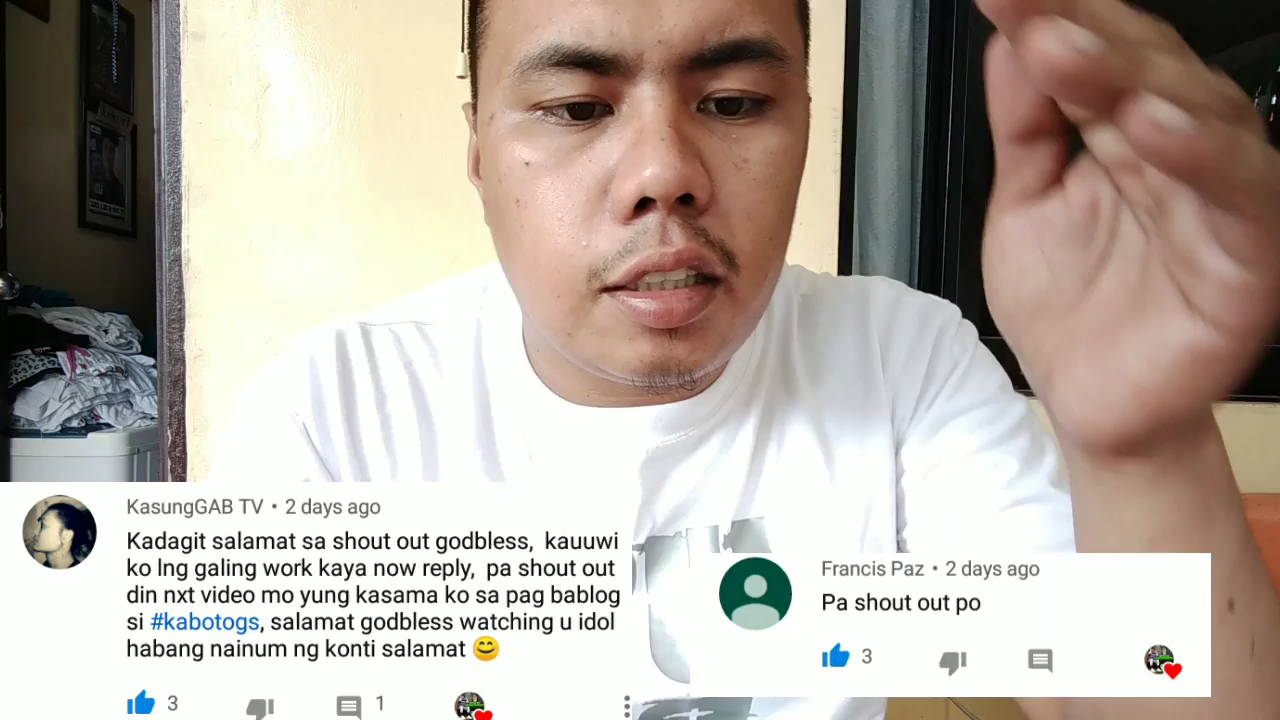 KasungGAB TV • 2 days ago
Kadagit salamat sa shout out godbless, kauuwi
ko lng galing work kaya now reply, pa shout out
din nxt video mo yung kasama ko sa pag bablog
si #kabotogs, salamat godbless watching u idol
habang nainum ng konti salamat 😊
3
1
Francis Paz • 2 days ago
Pa shout out po
3